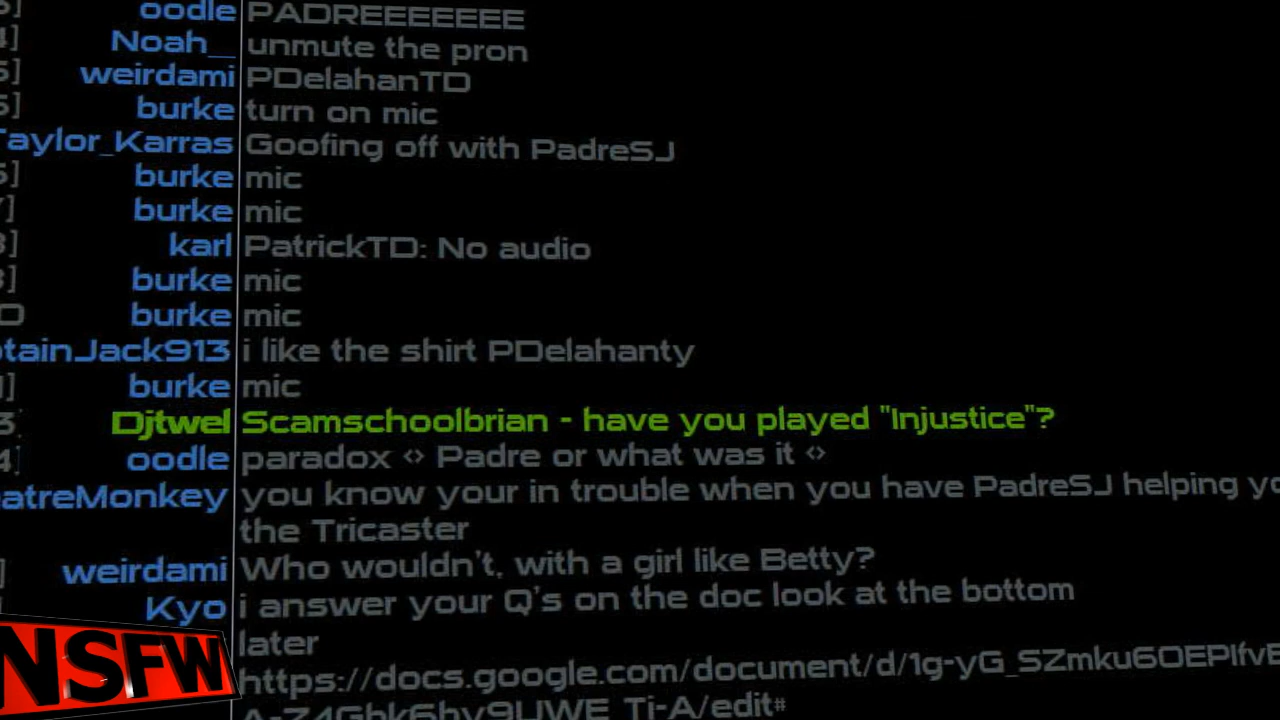 oodle PADREEEEEEE
Noah__ unmute the pron
weirdami PDelahanTD
burke turn on mic
Taylor_Karras Goofing off with PadreSJ
burke mic
burke mic
karl PatrickTD: No audio
burke mic
burke mic
tainJack913 i like the shirt PDelahanty
burke mic
Djtwel Scamschoolbrian - have you played "Injustice"?
oodle paradox <> Padre or what was it <>
atreMonkey you know your in trouble when you have PadreSJ helping yo
the Tricaster
weirdami Who wouldn't, with a girl like Betty?
Kyo i answer your Q's on the doc look at the bottom
later
NSFW
https://docs.google.com/document/d/1g-yG_SZmku6OEPIfvE